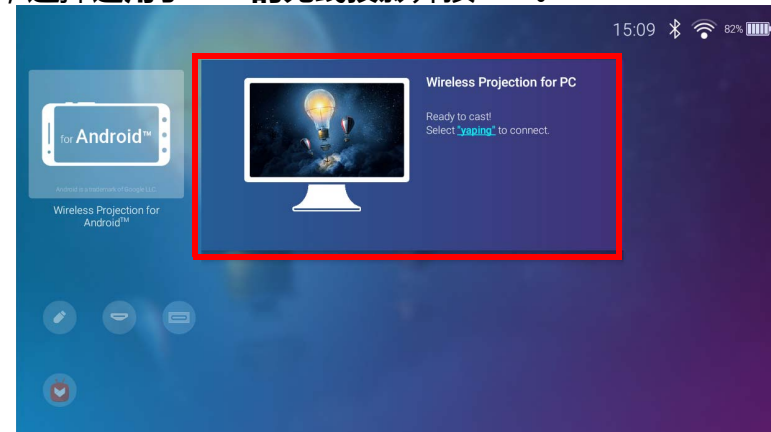 15:09
82%
for Android™
Android is a trademark of Google LLC.
Wireless Projection for
Android™
Wireless Projection for PC
Ready to cast!
Select "yaping" to connect.